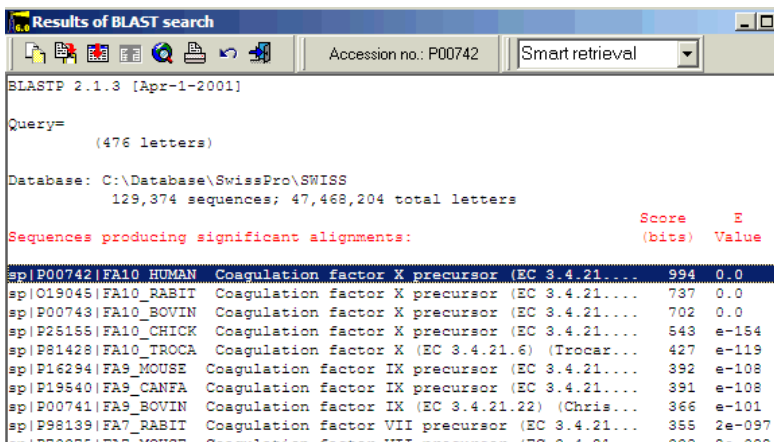 Results of BLAST search
6.0
Accession no.: P00742 Smart retrieval
BLASTP 2.1.3 [Apr-1-2001]
Query=
(476 letters)
Database: C:\Database\SwissPro\SWISS
129,374 sequences; 47,468,204 total letters
Score E
Sequences producing significant alignments: (bits) Value
sp|P00742|FA10_HUMAN Coagulation factor X precursor (EC 3.4.21.... 994 0.0
sp|O19045|FA10_RABIT Coagulation factor X precursor (EC 3.4.21.... 737 0.0
sp|P00743|FA10_BOVIN Coagulation factor X precursor (EC 3.4.21.... 702 0.0
sp|P25155|FA10_CHICK Coagulation factor X precursor (EC 3.4.21.... 543 e-154
sp|P81428|FA10_TROCA Coagulation factor X (EC 3.4.21.6) (Trocar... 427 e-119
sp|P16294|FA9_MOUSE Coagulation factor IX precursor (EC 3.4.21.... 392 e-108
sp|P19540|FA9_CANFA Coagulation factor IX precursor (EC 3.4.21.... 391 e-108
sp|P00741|FA9_BOVIN Coagulation factor IX (EC 3.4.21.22) (Chris... 366 e-101
sp|P98139|FA7_RABIT Coagulation factor VII precursor (EC 3.4.21... 355 2e-097